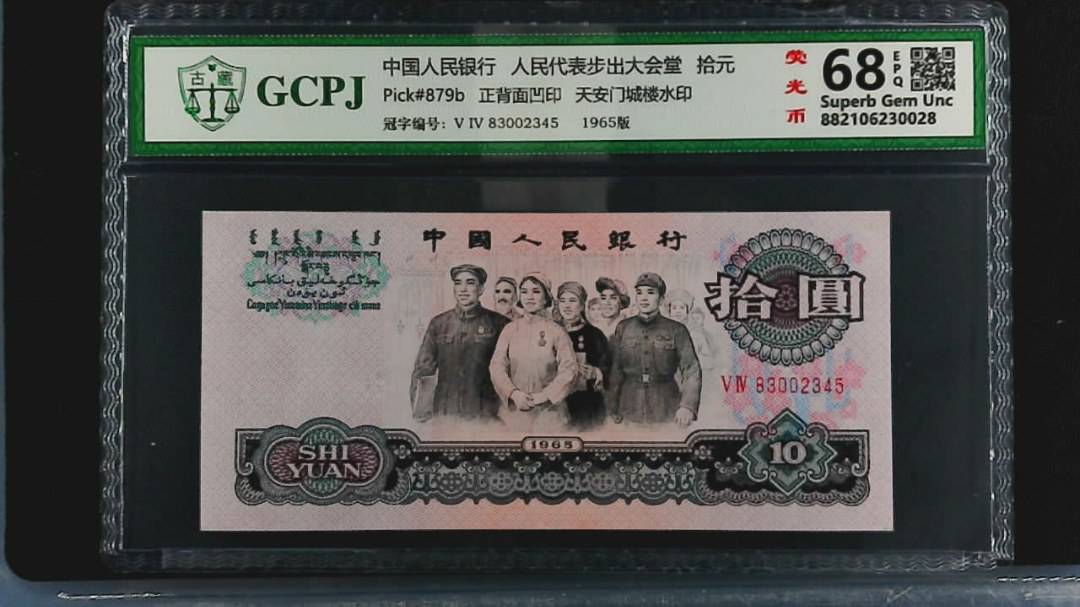 古藏
GCPJ
中国人民银行 人民代表步出大会堂 拾元
Pick#879b 正背面凹印 天安门城楼水印
冠字编号：V IV 83002345 1965版
荧光币
68
EPQ
Superb Gem Unc
882106230028
中國人民銀行
拾圓
V IV 83002345
1965
SHI
YUAN
10